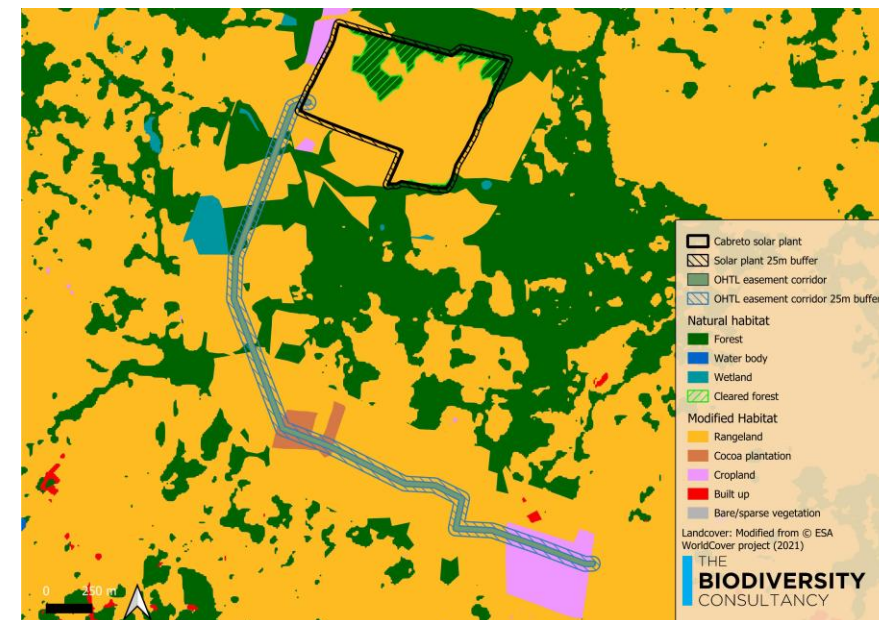 Cabreto solar plant
Solar plant 25m buffer
OHTL easement corridor
OHTL easement corridor 25m buffer
Natural habitat
Forest
Water body
Wetland
Cleared forest
Modified Habitat
Rangeland
Cocoa plantation
Cropland
Built up
Bare/sparse vegetation
Landcover: Modified from © ESA
WorldCover project (2021)
THE
BIODIVERSITY
CONSULTANCY
0 250 m